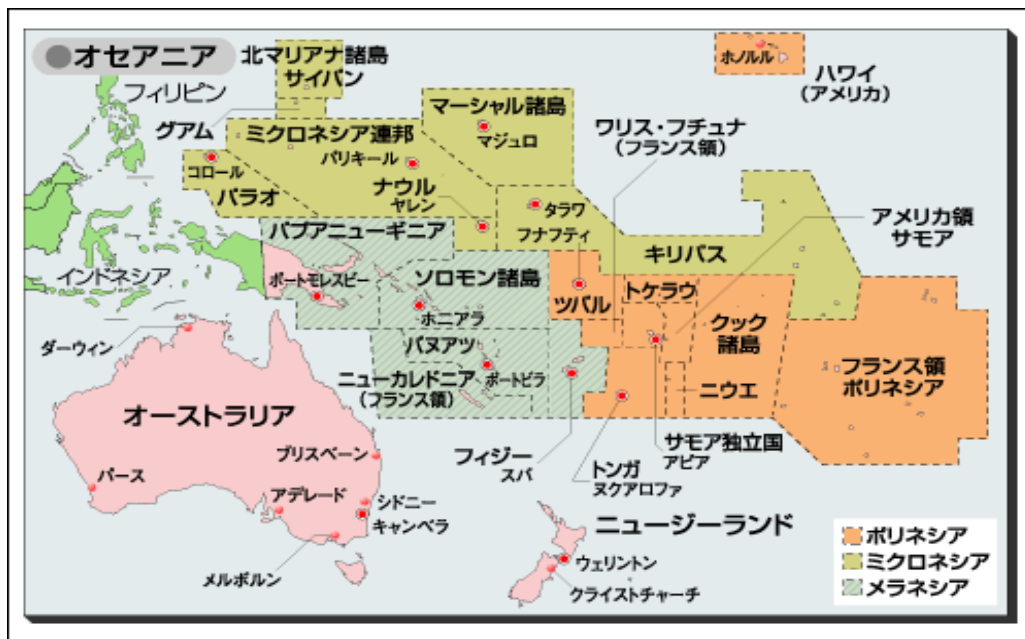 ●オセアニア
北マリアナ諸島
サイパン
フィリピン
グアム
ミクロネシア連邦
パリキール
マーシャル諸島
マジュロ
ホノルル
ハワイ
(アメリカ)
ワリス・フチュナ
(フランス領)
コロール
パラオ
ナウル
ヤレン
タラワ
フナフティ
キリバス
アメリカ領
サモア
パプアニューギニア
インドネシア
ポートモレスビー
ソロモン諸島
ホニアラ
ツバル
トケラウ
クック
諸島
ダーウィン
バヌアツ
ポートビラ
ニューカレドニア
(フランス領)
ニウエ
フランス領
ポリネシア
オーストラリア
ブリスベーン
フィジー
スバ
トンガ
ヌクアロファ
サモア独立国
アピア
パース
アデレード
シドニー
キャンベラ
メルボルン
ニュージーランド
ウェリントン
クライストチャーチ
ポリネシア
ミクロネシア
メラネシア